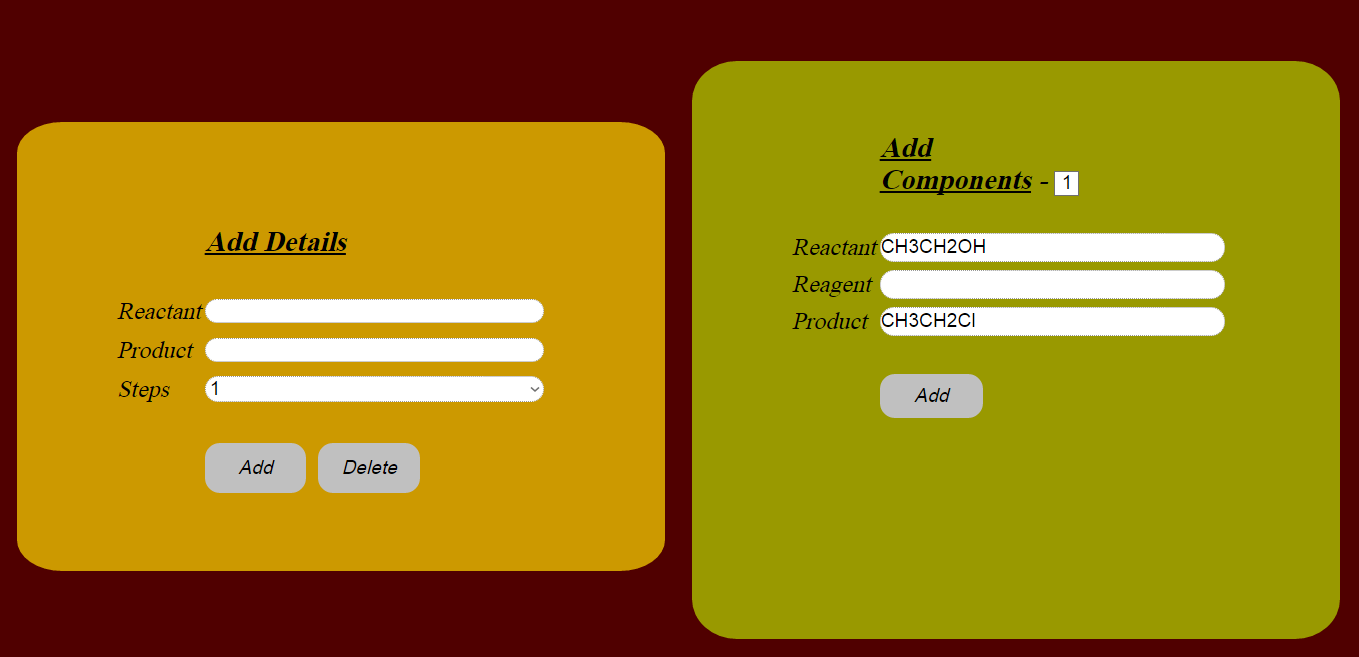 Add Details
Reactant
Product
Steps 1
Add Delete
Add
Components - 1
Reactant CH3CH2OH
Reagent
Product CH3CH2Cl
Add